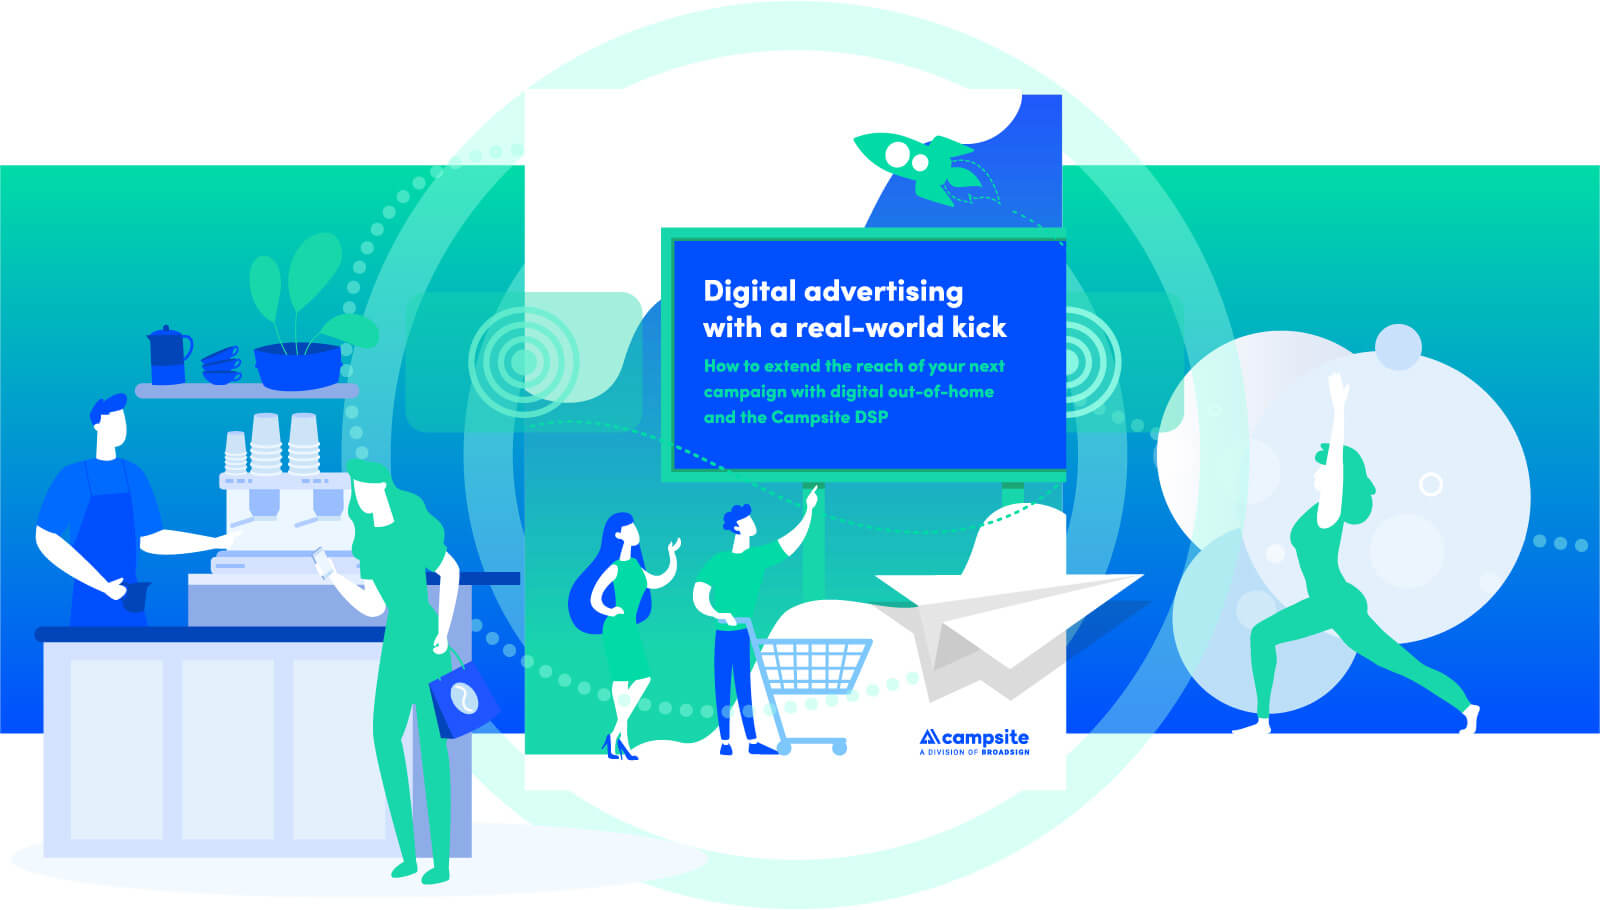 Digital advertising
with a real-world kick
How to extend the reach of your next
campaign with digital out-of-home
and the Campsite DSP
campsite
A DIVISION OF BROADSIGN